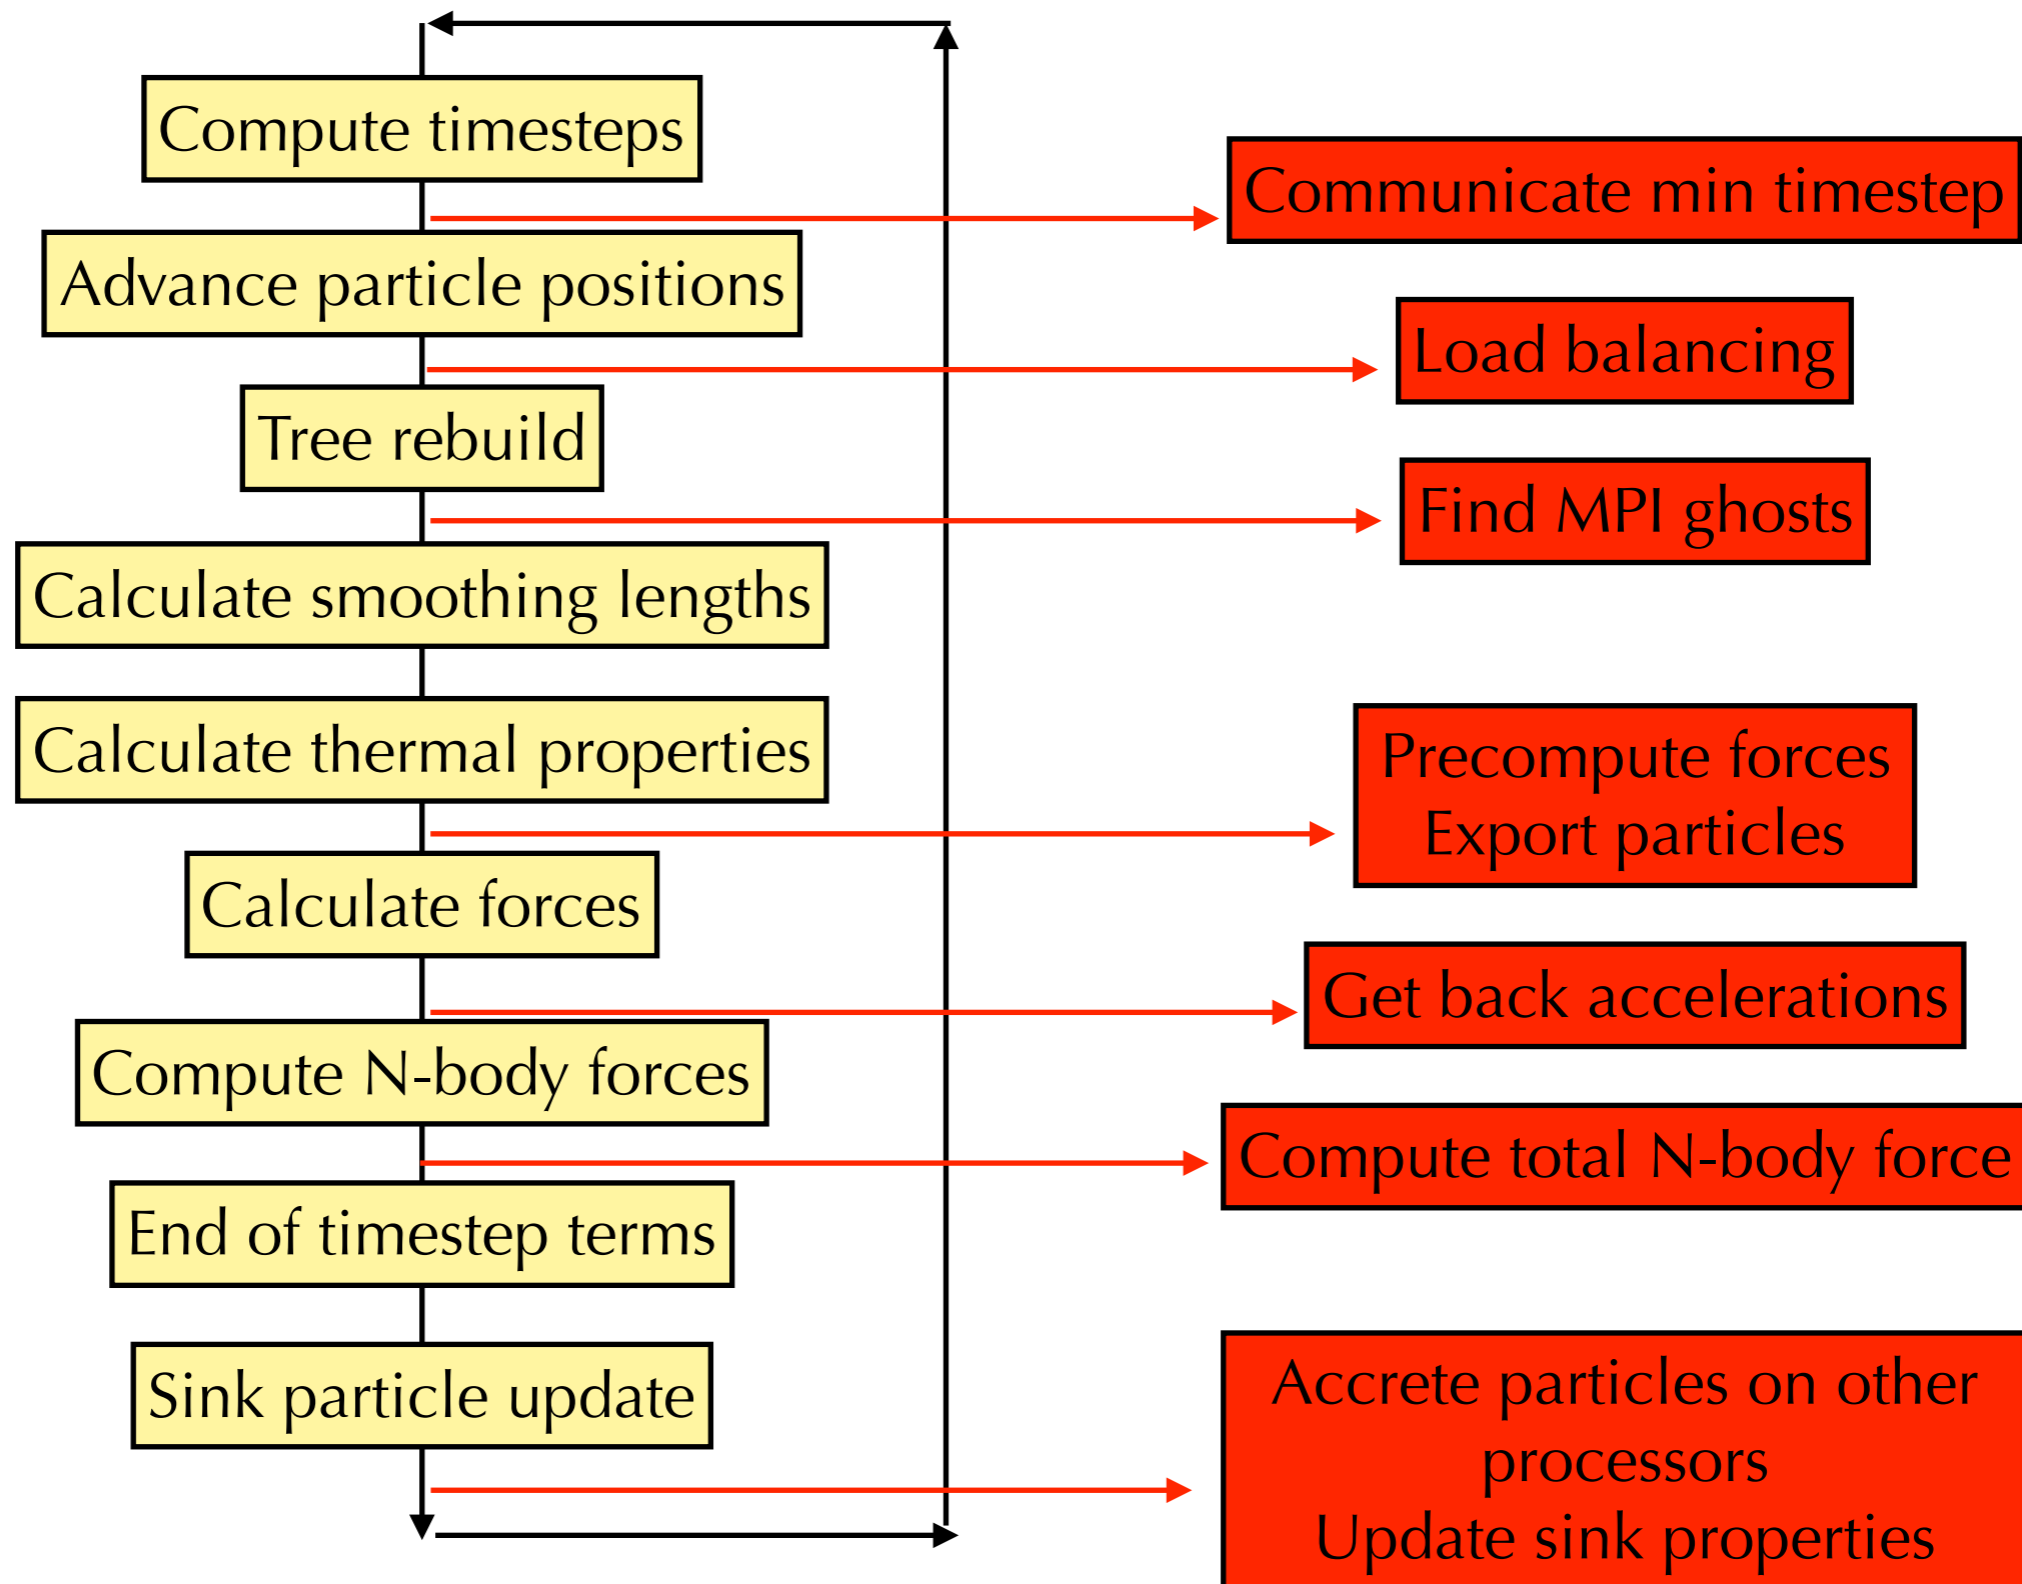 Compute timesteps
Communicate min timestep
Advance particle positions
Load balancing
Tree rebuild
Find MPI ghosts
Calculate smoothing lengths
Calculate thermal properties
Precompute forces
Export particles
Calculate forces
Get back accelerations
Compute N-body forces
Compute total N-body force
End of timestep terms
Sink particle update
Accrete particles on other
processors
Update sink properties